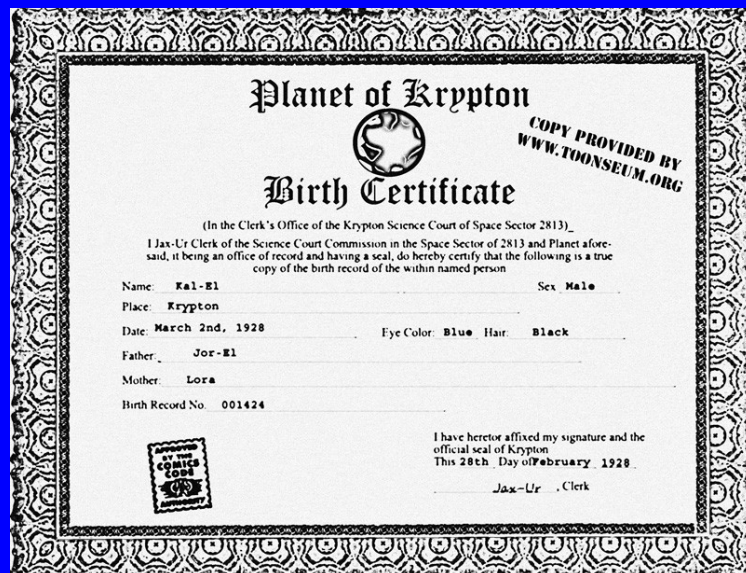 Planet of Krypton
COPY PROVIDED BY
WWW.TOONSEUM.ORG
Birth Certificate
(In the Clerk's Office of the Krypton Science Court of Space Sector 2813)_
I Jax-Ur Clerk of the Science Court Commission in the Space Sector of 2813 and Planet afore-
said, it being an office of record and having a seal, do hereby certify that the following is a true
copy of the birth record of the within named person
Name: Kal-El Sex Male
Place: Krypton
Date: March 2nd, 1928 Eye Color: Blue Hair: Black
Father: Jor-El
Mother: Lora
Birth Record No. 001424
APPROVED
BY THE
COMICS
CODE
AUTHORITY
I have heretor affixed my signature and the
official seal of Krypton
This 28th Day of February 1928
Jax-Ur , Clerk